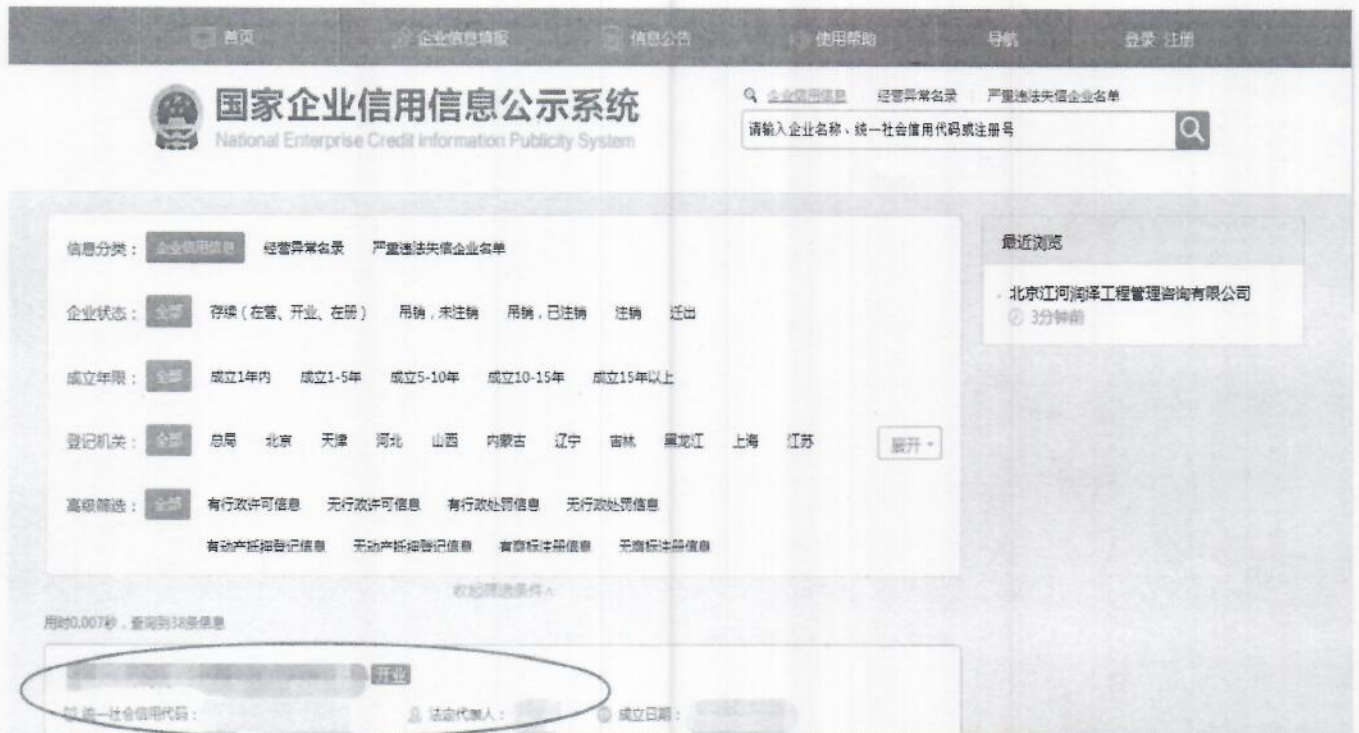 首页 企业信息填报 信息公告 使用帮助 导航 登录 注册
国家企业信用信息公示系统
National Enterprise Credit Information Publicity System
企业信用信息 经营异常名录 严重违法失信企业名单
请输入企业名称、统一社会信用代码或注册号
信息分类： 企业信用信息 经营异常名录 严重违法失信企业名单
最近浏览
北京江河润泽工程管理咨询有限公司
3分钟前
企业状态： 全部 存续（在营、开业、在册） 吊销，未注销 吊销，已注销 注销 迁出
成立年限： 全部 成立1年内 成立1-5年 成立5-10年 成立10-15年 成立15年以上
登记机关： 全部 总局 北京 天津 河北 山西 内蒙古 辽宁 吉林 黑龙江 上海 江苏 展开
高级筛选： 全部 有行政许可信息 无行政许可信息 有行政处罚信息 无行政处罚信息
有动产抵押登记信息 无动产抵押登记信息 有商标注册信息 无商标注册信息
收起筛选条件
用时0.007秒，查询到38条信息
开业
统一社会信用代码： 法定代表人： 成立日期：